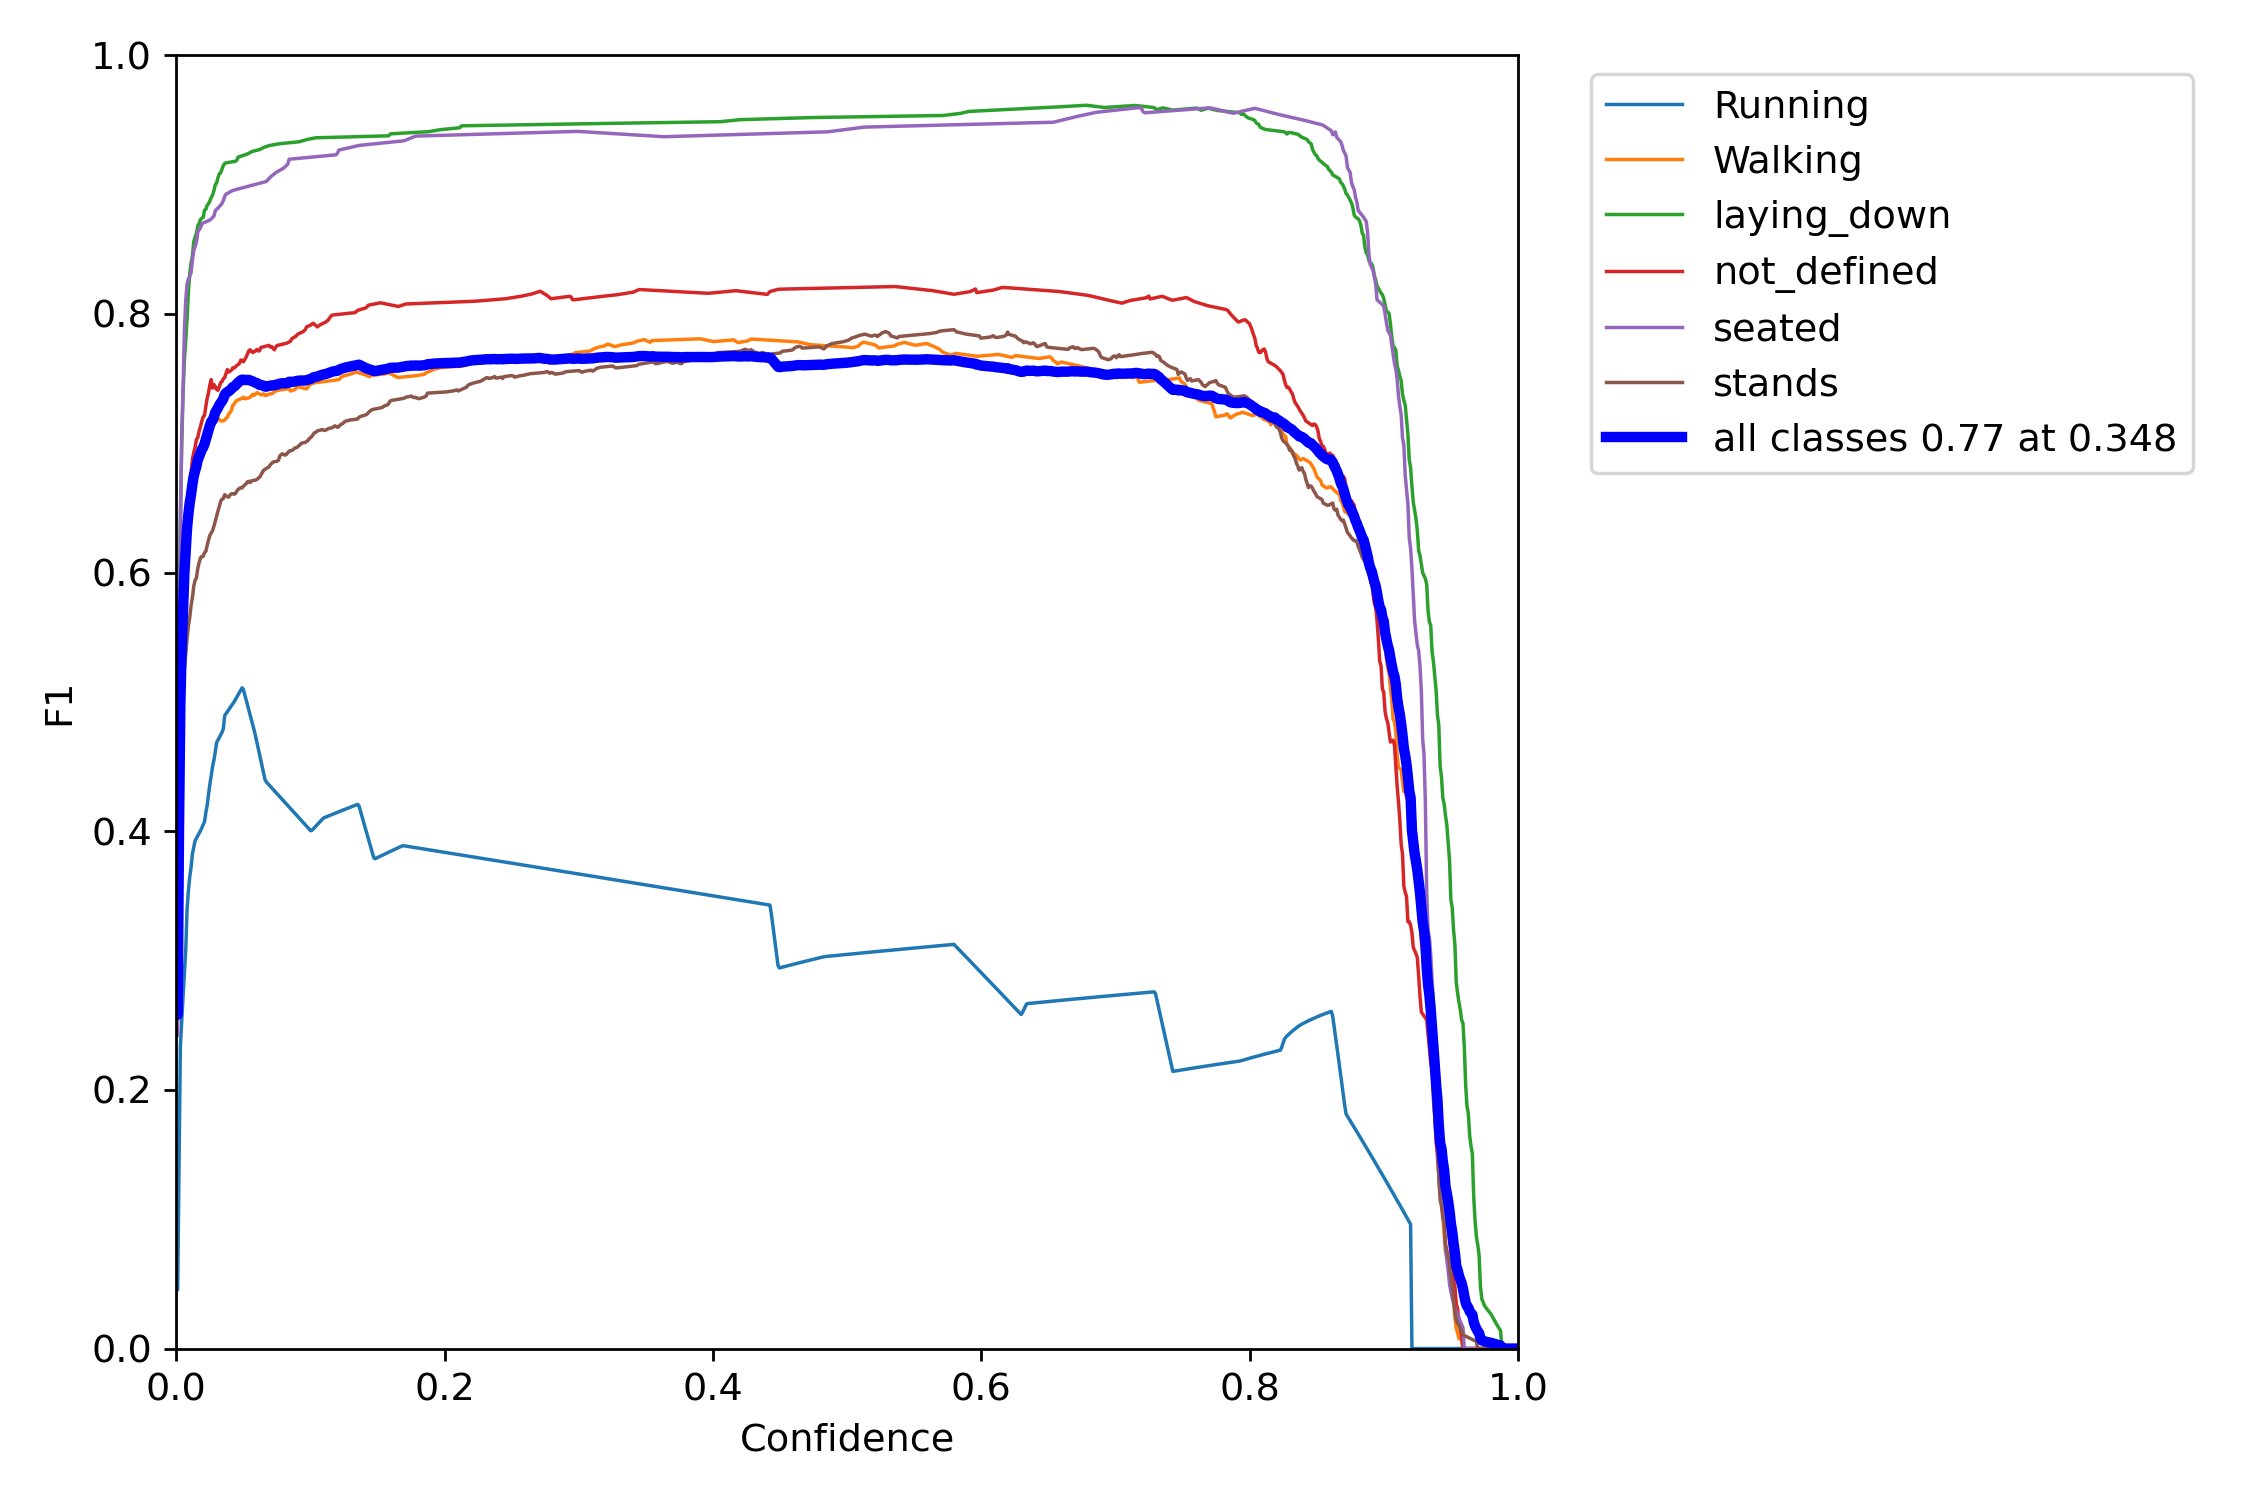 1.0
0.8
0.6
0.4
0.2
0.0
F1
0.0 0.2 0.4 0.6 0.8 1.0
Confidence
Running
Walking
laying_down
not_defined
seated
stands
all classes 0.77 at 0.348